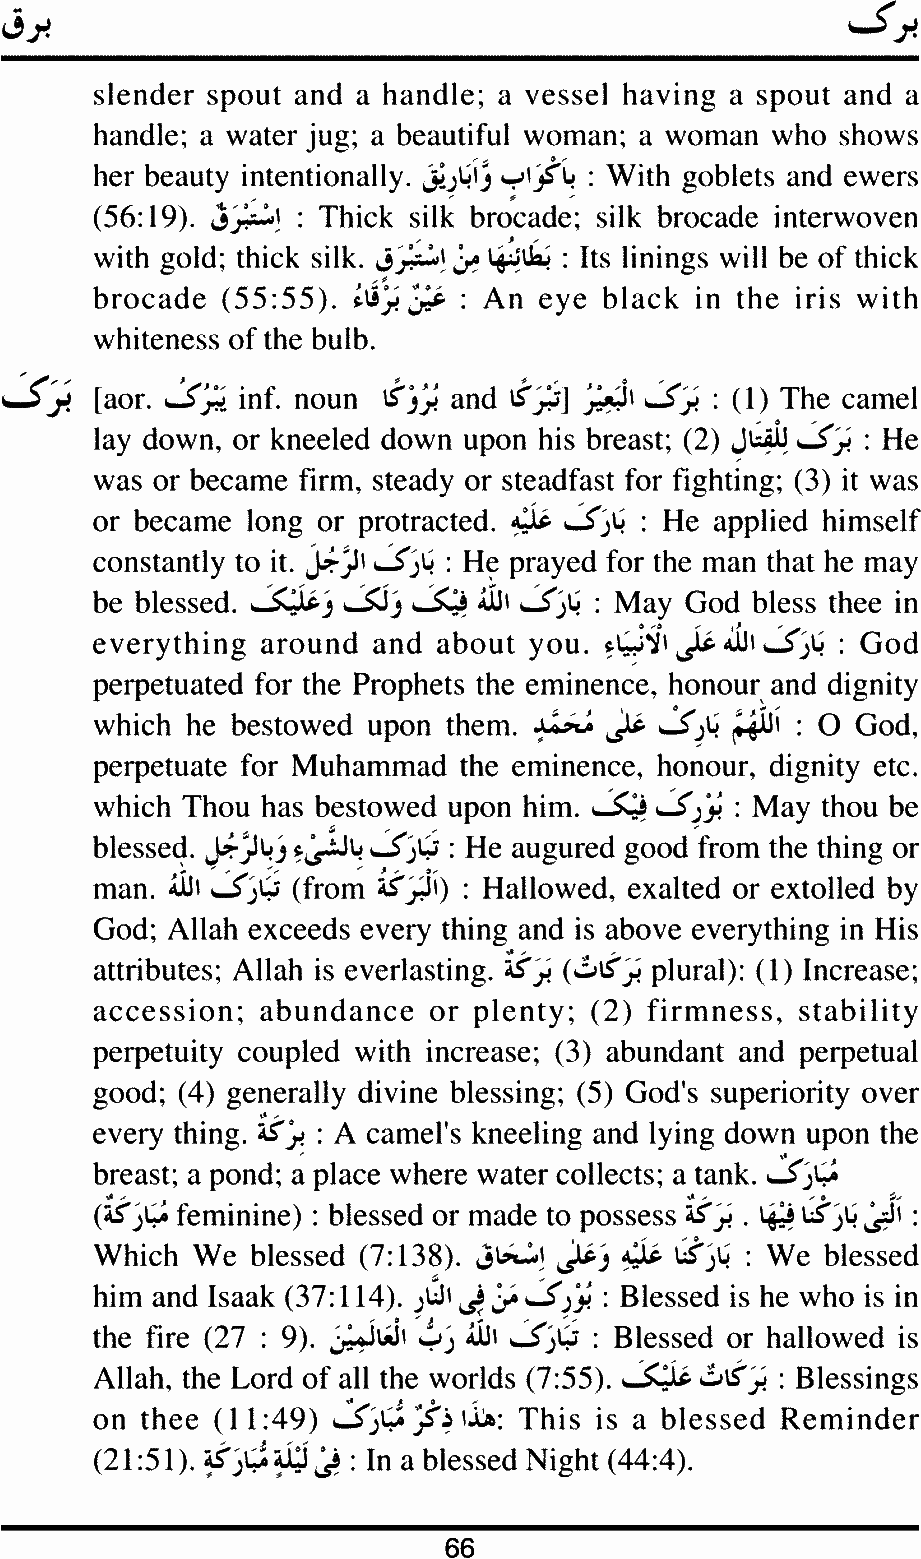 برق برک
slender spout and a handle; a vessel having a spout and a
handle; a water jug; a beautiful woman; a woman who shows
her beauty intentionally. بِاَکْوَابٍ وَّاَبَارِیْقَ : With goblets and ewers
(56:19). اِسْتَبْرَقٌ : Thick silk brocade; silk brocade interwoven
with gold; thick silk. بَطَائِنُهَا مِنْ اِسْتَبْرَقٍ : Its linings will be of thick
brocade (55:55). عَیْنٌ بَرْقَاءُ : An eye black in the iris with
whiteness of the bulb.
بَرَکَ [aor. یَبْرُکُ inf. noun بُرُوْکًا and تَبْرَکًا] بَرَکَ الْبَعِیْرُ : (1) The camel
lay down, or kneeled down upon his breast; (2) بَرَکَ لِلْقِتَالِ : He
was or became firm, steady or steadfast for fighting; (3) it was
or became long or protracted. بَارَکَ عَلَیْهِ : He applied himself
constantly to it. بَارَکَ الرَّجُلَ : He prayed for the man that he may
be blessed. بَارَکَ اللّٰهُ فِیْکَ وَلَکَ وَعَلَیْکَ : May God bless thee in
everything around and about you. بَارَکَ اللّٰهُ عَلَی الْاَنْبِیَاءِ : God
perpetuated for the Prophets the eminence, honour and dignity
which he bestowed upon them. اَللّٰهُمَّ بَارِکْ عَلٰی مُحَمَّدٍ : O God,
perpetuate for Muhammad the eminence, honour, dignity etc.
which Thou has bestowed upon him. بُوْرِکَ فِیْکَ : May thou be
blessed. تَبَارَکَ بِالشَّیْءِ وَبِالرَّجُلِ : He augured good from the thing or
man. تَبَارَکَ اللّٰهُ (from اَلْبَرَکَةُ) : Hallowed, exalted or extolled by
God; Allah exceeds every thing and is above everything in His
attributes; Allah is everlasting. بَرَکَةٌ (بَرَکَاتٌ plural): (1) Increase;
accession; abundance or plenty; (2) firmness, stability
perpetuity coupled with increase; (3) abundant and perpetual
good; (4) generally divine blessing; (5) God's superiority over
every thing. بِرْکَةٌ : A camel's kneeling and lying down upon the
breast; a pond; a place where water collects; a tank. مُبَارَکٌ
(مُبَارَکَةٌ feminine) : blessed or made to possess بَرَکَةٌ . اَلَّتِیْ بَارَکْنَا فِیْهَا :
Which We blessed (7:138). بَارَکْنَا عَلَیْهِ وَعَلٰی اِسْحَاقَ : We blessed
him and Isaak (37:114). بُوْرِکَ مَنْ فِی النَّارِ : Blessed is he who is in
the fire (27 : 9). تَبَارَکَ اللّٰهُ رَبُّ الْعَالَمِیْنَ : Blessed or hallowed is
Allah, the Lord of all the worlds (7:55). بَرَکَاتٌ عَلَیْکَ : Blessings
on thee (11:49) هٰذَا ذِکْرٌ مُّبَارَکٌ: This is a blessed Reminder
(21:51). فِیْ لَیْلَةٍ مُّبَارَکَةٍ : In a blessed Night (44:4).
66